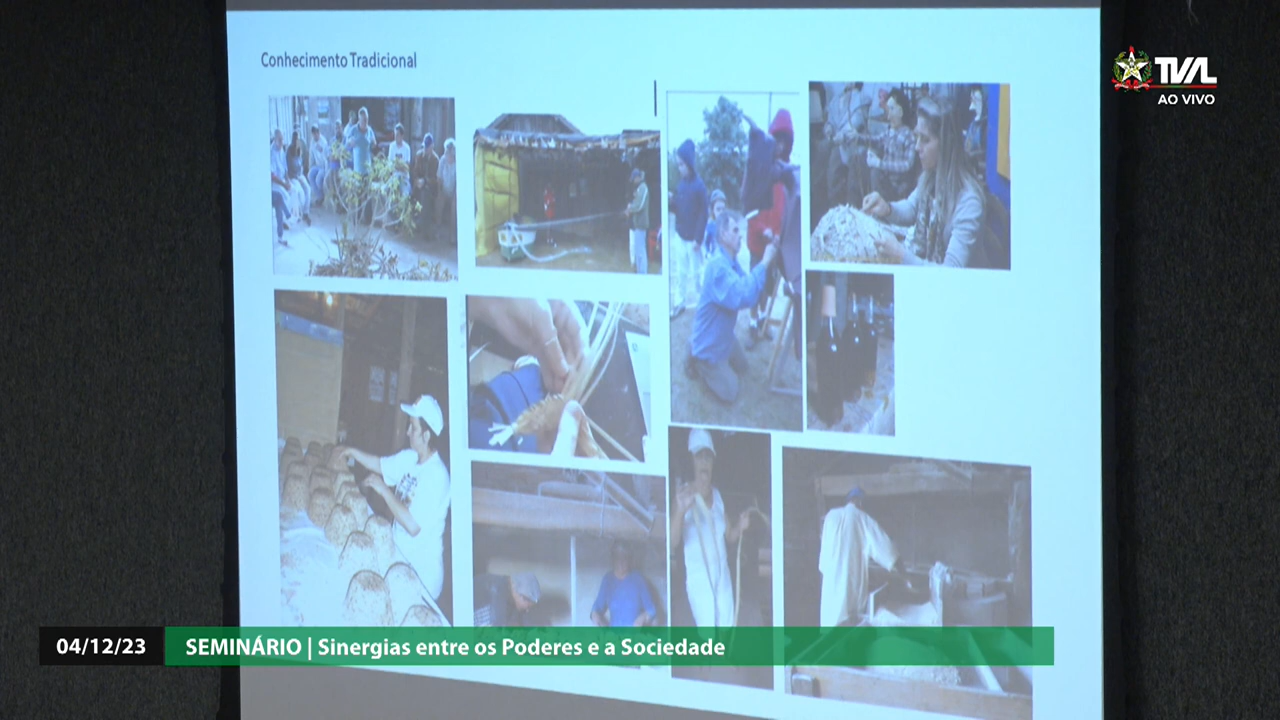 Conhecimento Tradicional
TVAL
AO VIVO
04/12/23
SEMINÁRIO | Sinergias entre os Poderes e a Sociedade